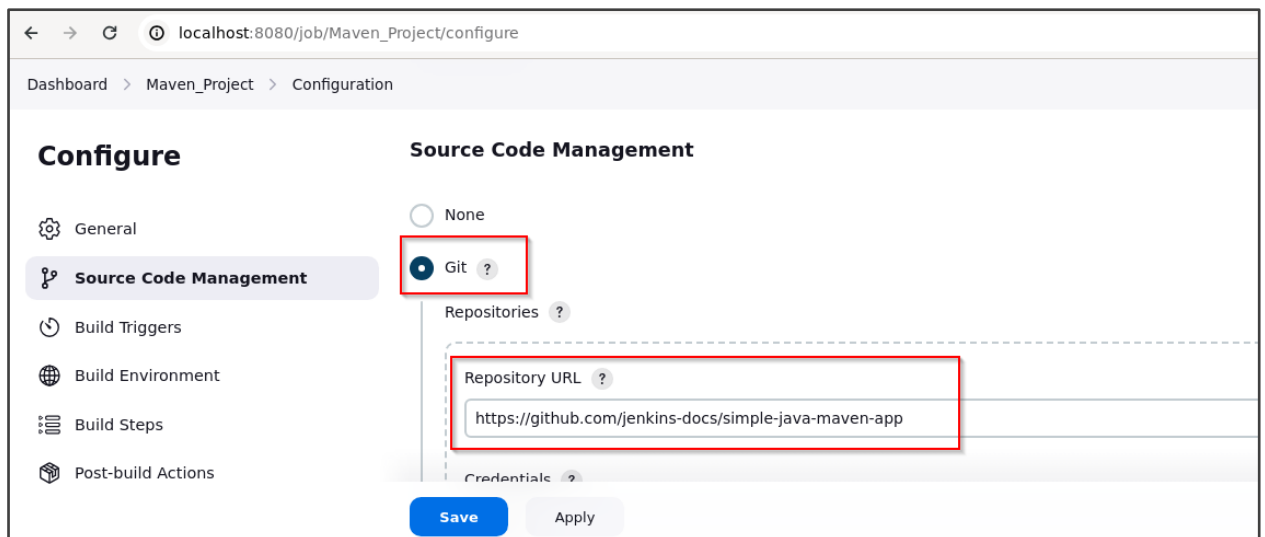 localhost:8080/job/Maven_Project/configure
Dashboard > Maven_Project > Configuration
Configure
General
Source Code Management
Build Triggers
Build Environment
Build Steps
Post-build Actions
Source Code Management
None
Git ?
Repositories ?
Repository URL ?
https://github.com/jenkins-docs/simple-java-maven-app
Credentials ?
Save Apply